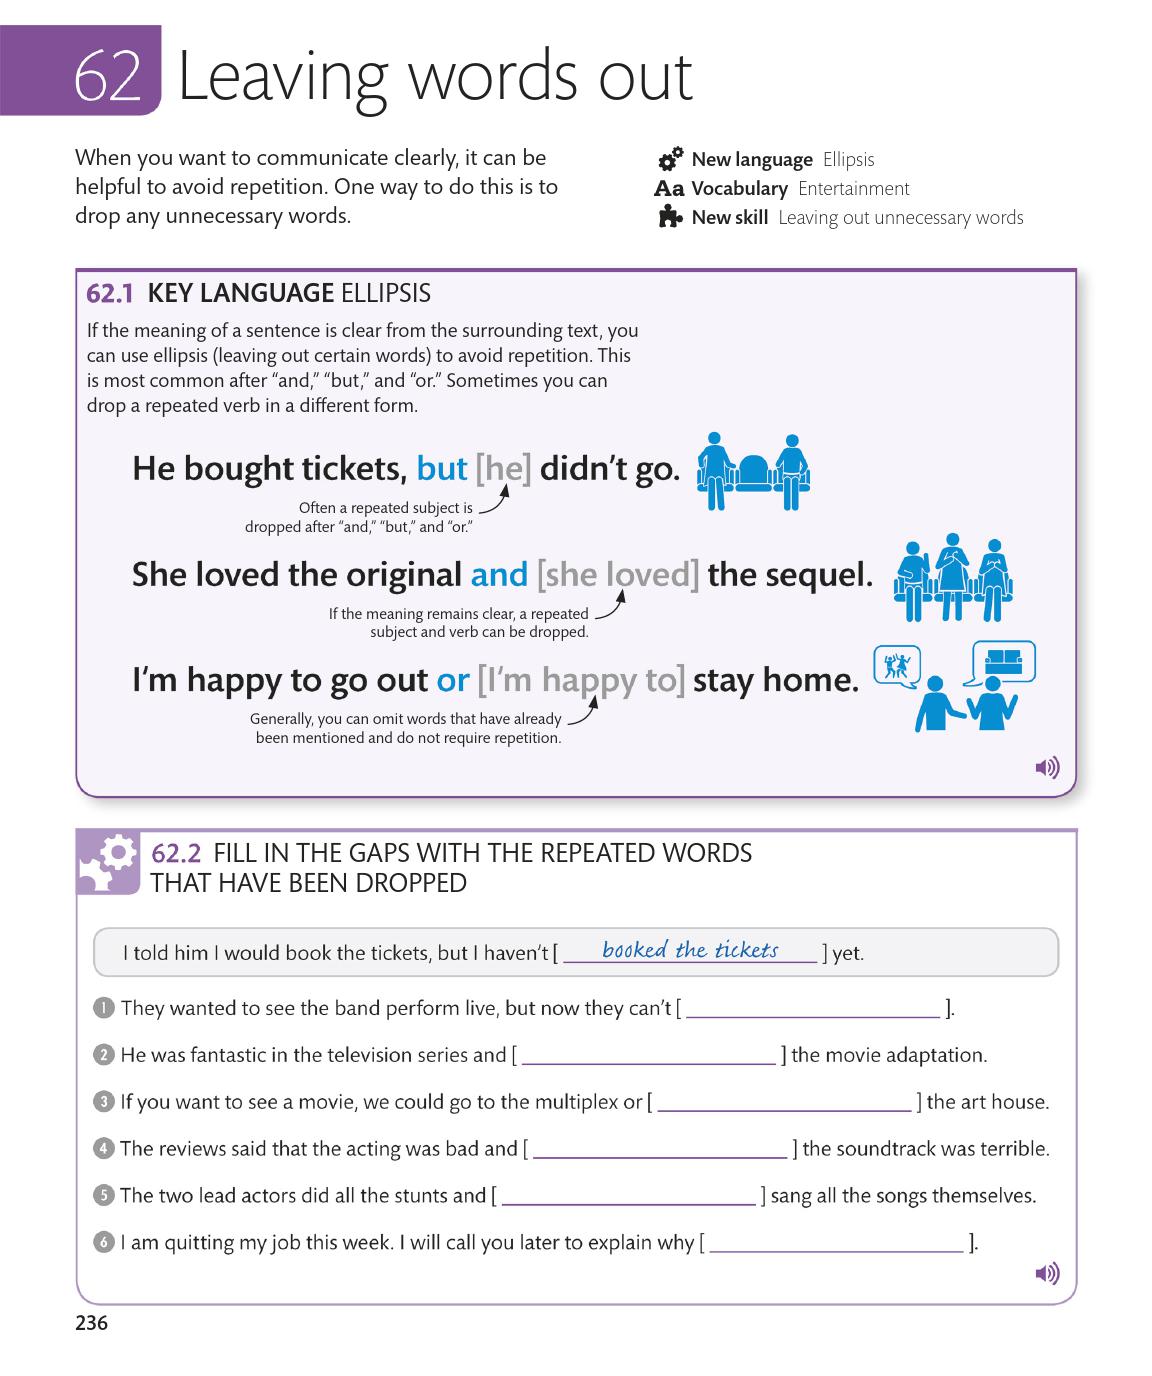 62 Leaving words out
When you want to communicate clearly, it can be
helpful to avoid repetition. One way to do this is to
drop any unnecessary words.
New language Ellipsis
Aa Vocabulary Entertainment
New skill Leaving out unnecessary words
62.1 KEY LANGUAGE ELLIPSIS
If the meaning of a sentence is clear from the surrounding text, you
can use ellipsis (leaving out certain words) to avoid repetition. This
is most common after “and,” “but,” and “or.” Sometimes you can
drop a repeated verb in a different form.
He bought tickets, but [he] didn’t go.
Often a repeated subject is
dropped after “and,” “but,” and “or.”
She loved the original and [she loved] the sequel.
If the meaning remains clear, a repeated
subject and verb can be dropped.
I’m happy to go out or [I’m happy to] stay home.
Generally, you can omit words that have already
been mentioned and do not require repetition.
62.2 FILL IN THE GAPS WITH THE REPEATED WORDS
THAT HAVE BEEN DROPPED
I told him I would book the tickets, but I haven’t [ booked the tickets ] yet.
1 They wanted to see the band perform live, but now they can’t [ ].
2 He was fantastic in the television series and [ ] the movie adaptation.
3 If you want to see a movie, we could go to the multiplex or [ ] the art house.
4 The reviews said that the acting was bad and [ ] the soundtrack was terrible.
5 The two lead actors did all the stunts and [ ] sang all the songs themselves.
6 I am quitting my job this week. I will call you later to explain why [ ].
236